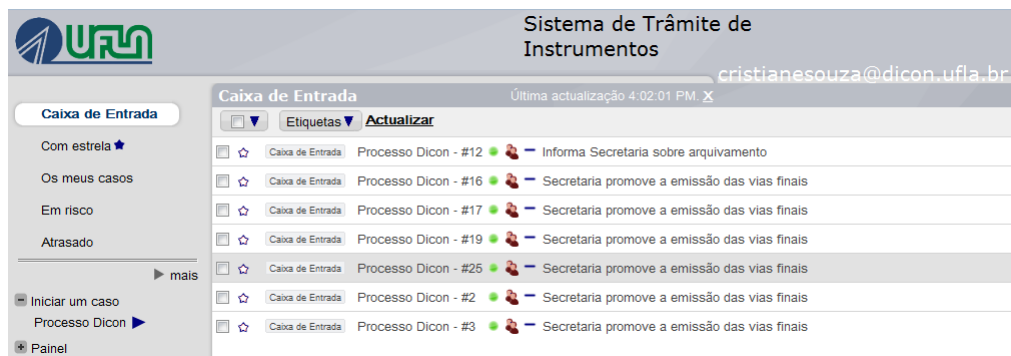 UFLA
Sistema de Trâmite de
Instrumentos
cristianesouza@dicon.ufla.br
Caixa de Entrada
Com estrela
Os meus casos
Em risco
Atrasado
mais
Iniciar um caso
Processo Dicon
Painel
Caixa de Entrada Última actualização 4:02:01 PM. X
Etiquetas Actualizar
Caixa de Entrada Processo Dicon - #12 Informa Secretaria sobre arquivamento
Caixa de Entrada Processo Dicon - #16 Secretaria promove a emissão das vias finais
Caixa de Entrada Processo Dicon - #17 Secretaria promove a emissão das vias finais
Caixa de Entrada Processo Dicon - #19 Secretaria promove a emissão das vias finais
Caixa de Entrada Processo Dicon - #25 Secretaria promove a emissão das vias finais
Caixa de Entrada Processo Dicon - #2 Secretaria promove a emissão das vias finais
Caixa de Entrada Processo Dicon - #3 Secretaria promove a emissão das vias finais